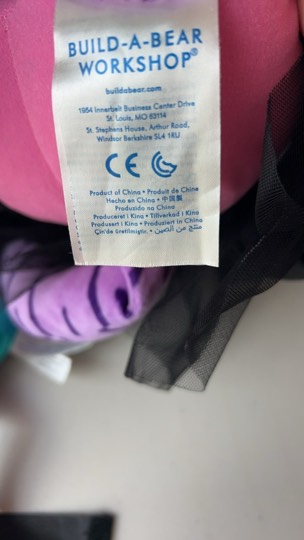 BUILD-A-BEAR
WORKSHOP®
buildabear.com
1954 Innerbelt Business Center Drive
St. Louis, MO 63114
St. Stephens House, Arthur Road,
Windsor Berkshire SL4 1RU
CE
Product of China • Produit de Chine
Hecho en China • 中国製
Produzido na China
Produceret i Kina • Tillverkad i Kina
Produsert i Kina • Produziert in China
Çin'de üretilmiştir. • منتج من الصين